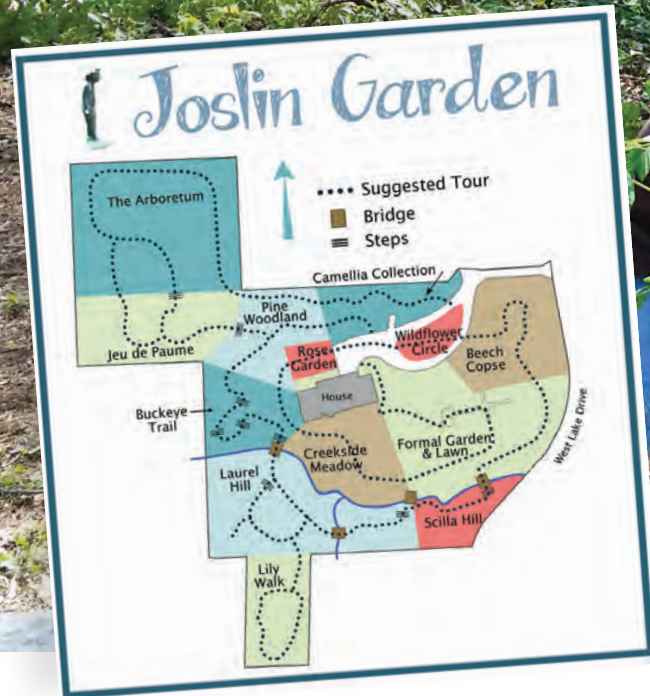 Joslin Garden
Suggested Tour
Bridge
Steps
The Arboretum
Camellia Collection
Pine
Woodland
Wildflower
Circle
Rose
Garden
Beech
Copse
Jeu de Paume
House
Buckeye
Trail
West Lake Drive
Formal Garden
& Lawn
Creekside
Meadow
Laurel
Hill
Scilla Hill
Lily
Walk